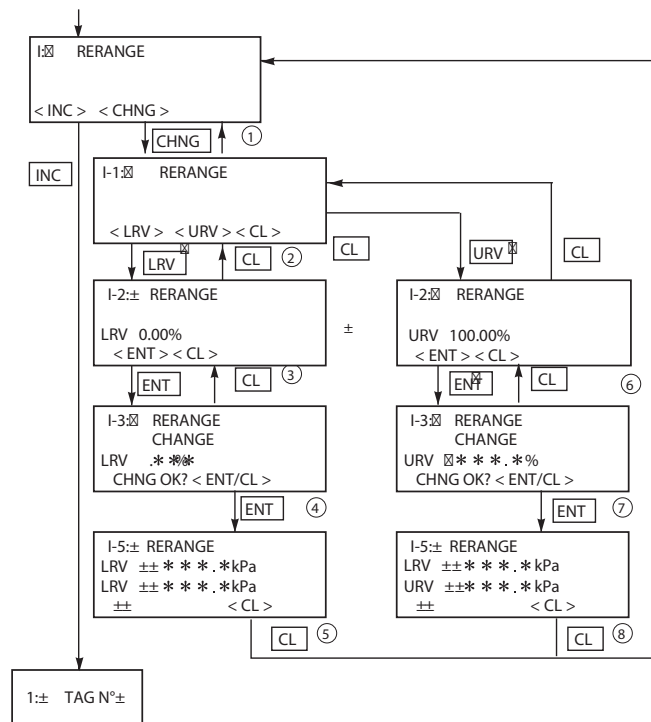 I:☒ RERANGE
< INC > < CHNG >
CHNG
①
INC
I-1:☒ RERANGE
< LRV > < URV > < CL >
LRV☒
CL
②
CL
URV☒
CL
I-2:± RERANGE
LRV 0.00%
< ENT > < CL >
±
I-2:☒ RERANGE
URV 100.00%
< ENT > < CL >
ENT
CL
③
ENT☒
CL
⑥
I-3:☒ RERANGE
CHANGE
LRV .**%*
CHNG OK? < ENT/CL >
I-3:☒ RERANGE
CHANGE
URV ☒***.*%
CHNG OK? < ENT/CL >
ENT
④
ENT
⑦
I-5:± RERANGE
LRV ±±***.*kPa
LRV ±±***.*kPa
±± < CL >
I-5:± RERANGE
LRV ±±***.*kPa
URV ±±***.*kPa
±± < CL >
CL
⑤
CL
⑧
1:± TAG N°±